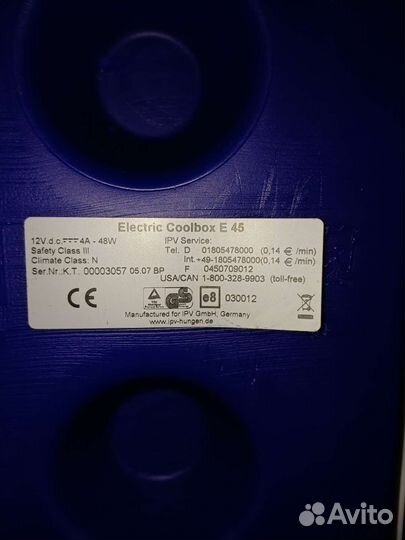 Electric Coolbox E 45
12V d.c. 4A - 48W
Safety Class III
Climate Class: N
Ser.Nr.:K.T. 00003057 05.07 BP
IPV Service:
Tel. D 01805478000 (0,14 € /min)
Int.+49-1805478000(0,14 € /min)
F 0450709012
USA/CAN 1-800-328-9903 (toll-free)
CE
GS
e8 030012
Manufactured for IPV GmbH, Germany
www.ipv-hungen.de
Avito